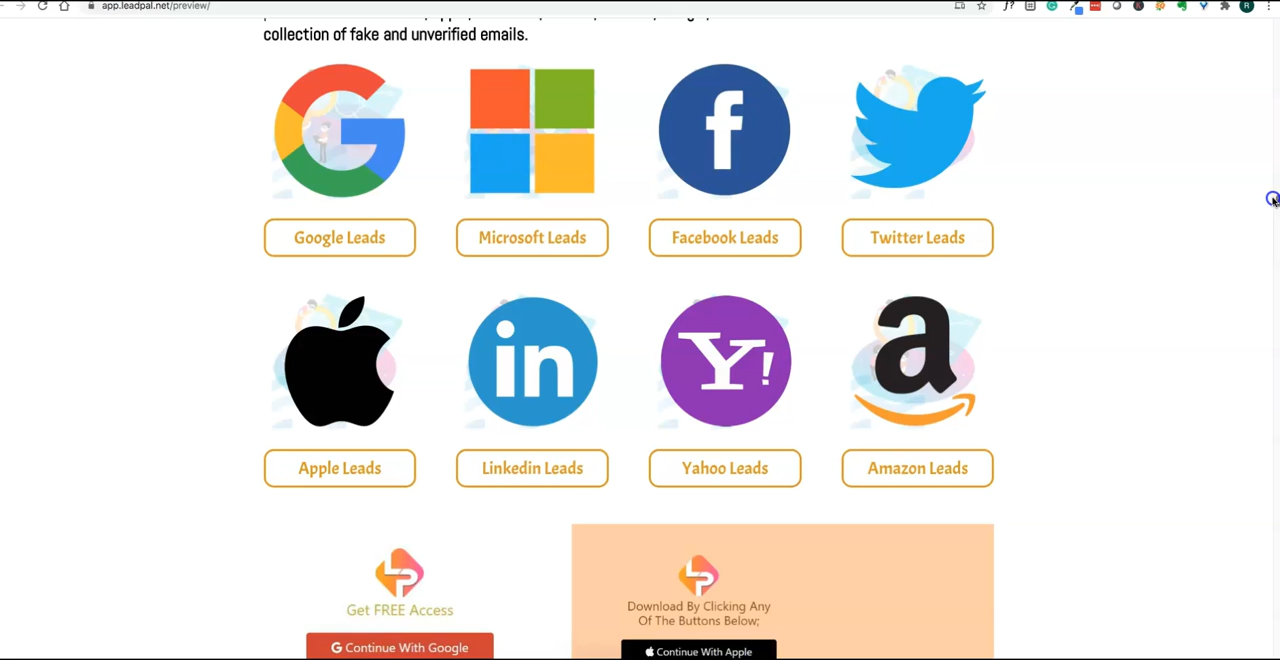 app.leadpal.net/preview/
collection of fake and unverified emails.
Google Leads
Microsoft Leads
Facebook Leads
Twitter Leads
Apple Leads
Linkedin Leads
Yahoo Leads
Amazon Leads
Get FREE Access
Continue With Google
Download By Clicking Any
Of The Buttons Below;
Continue With Apple